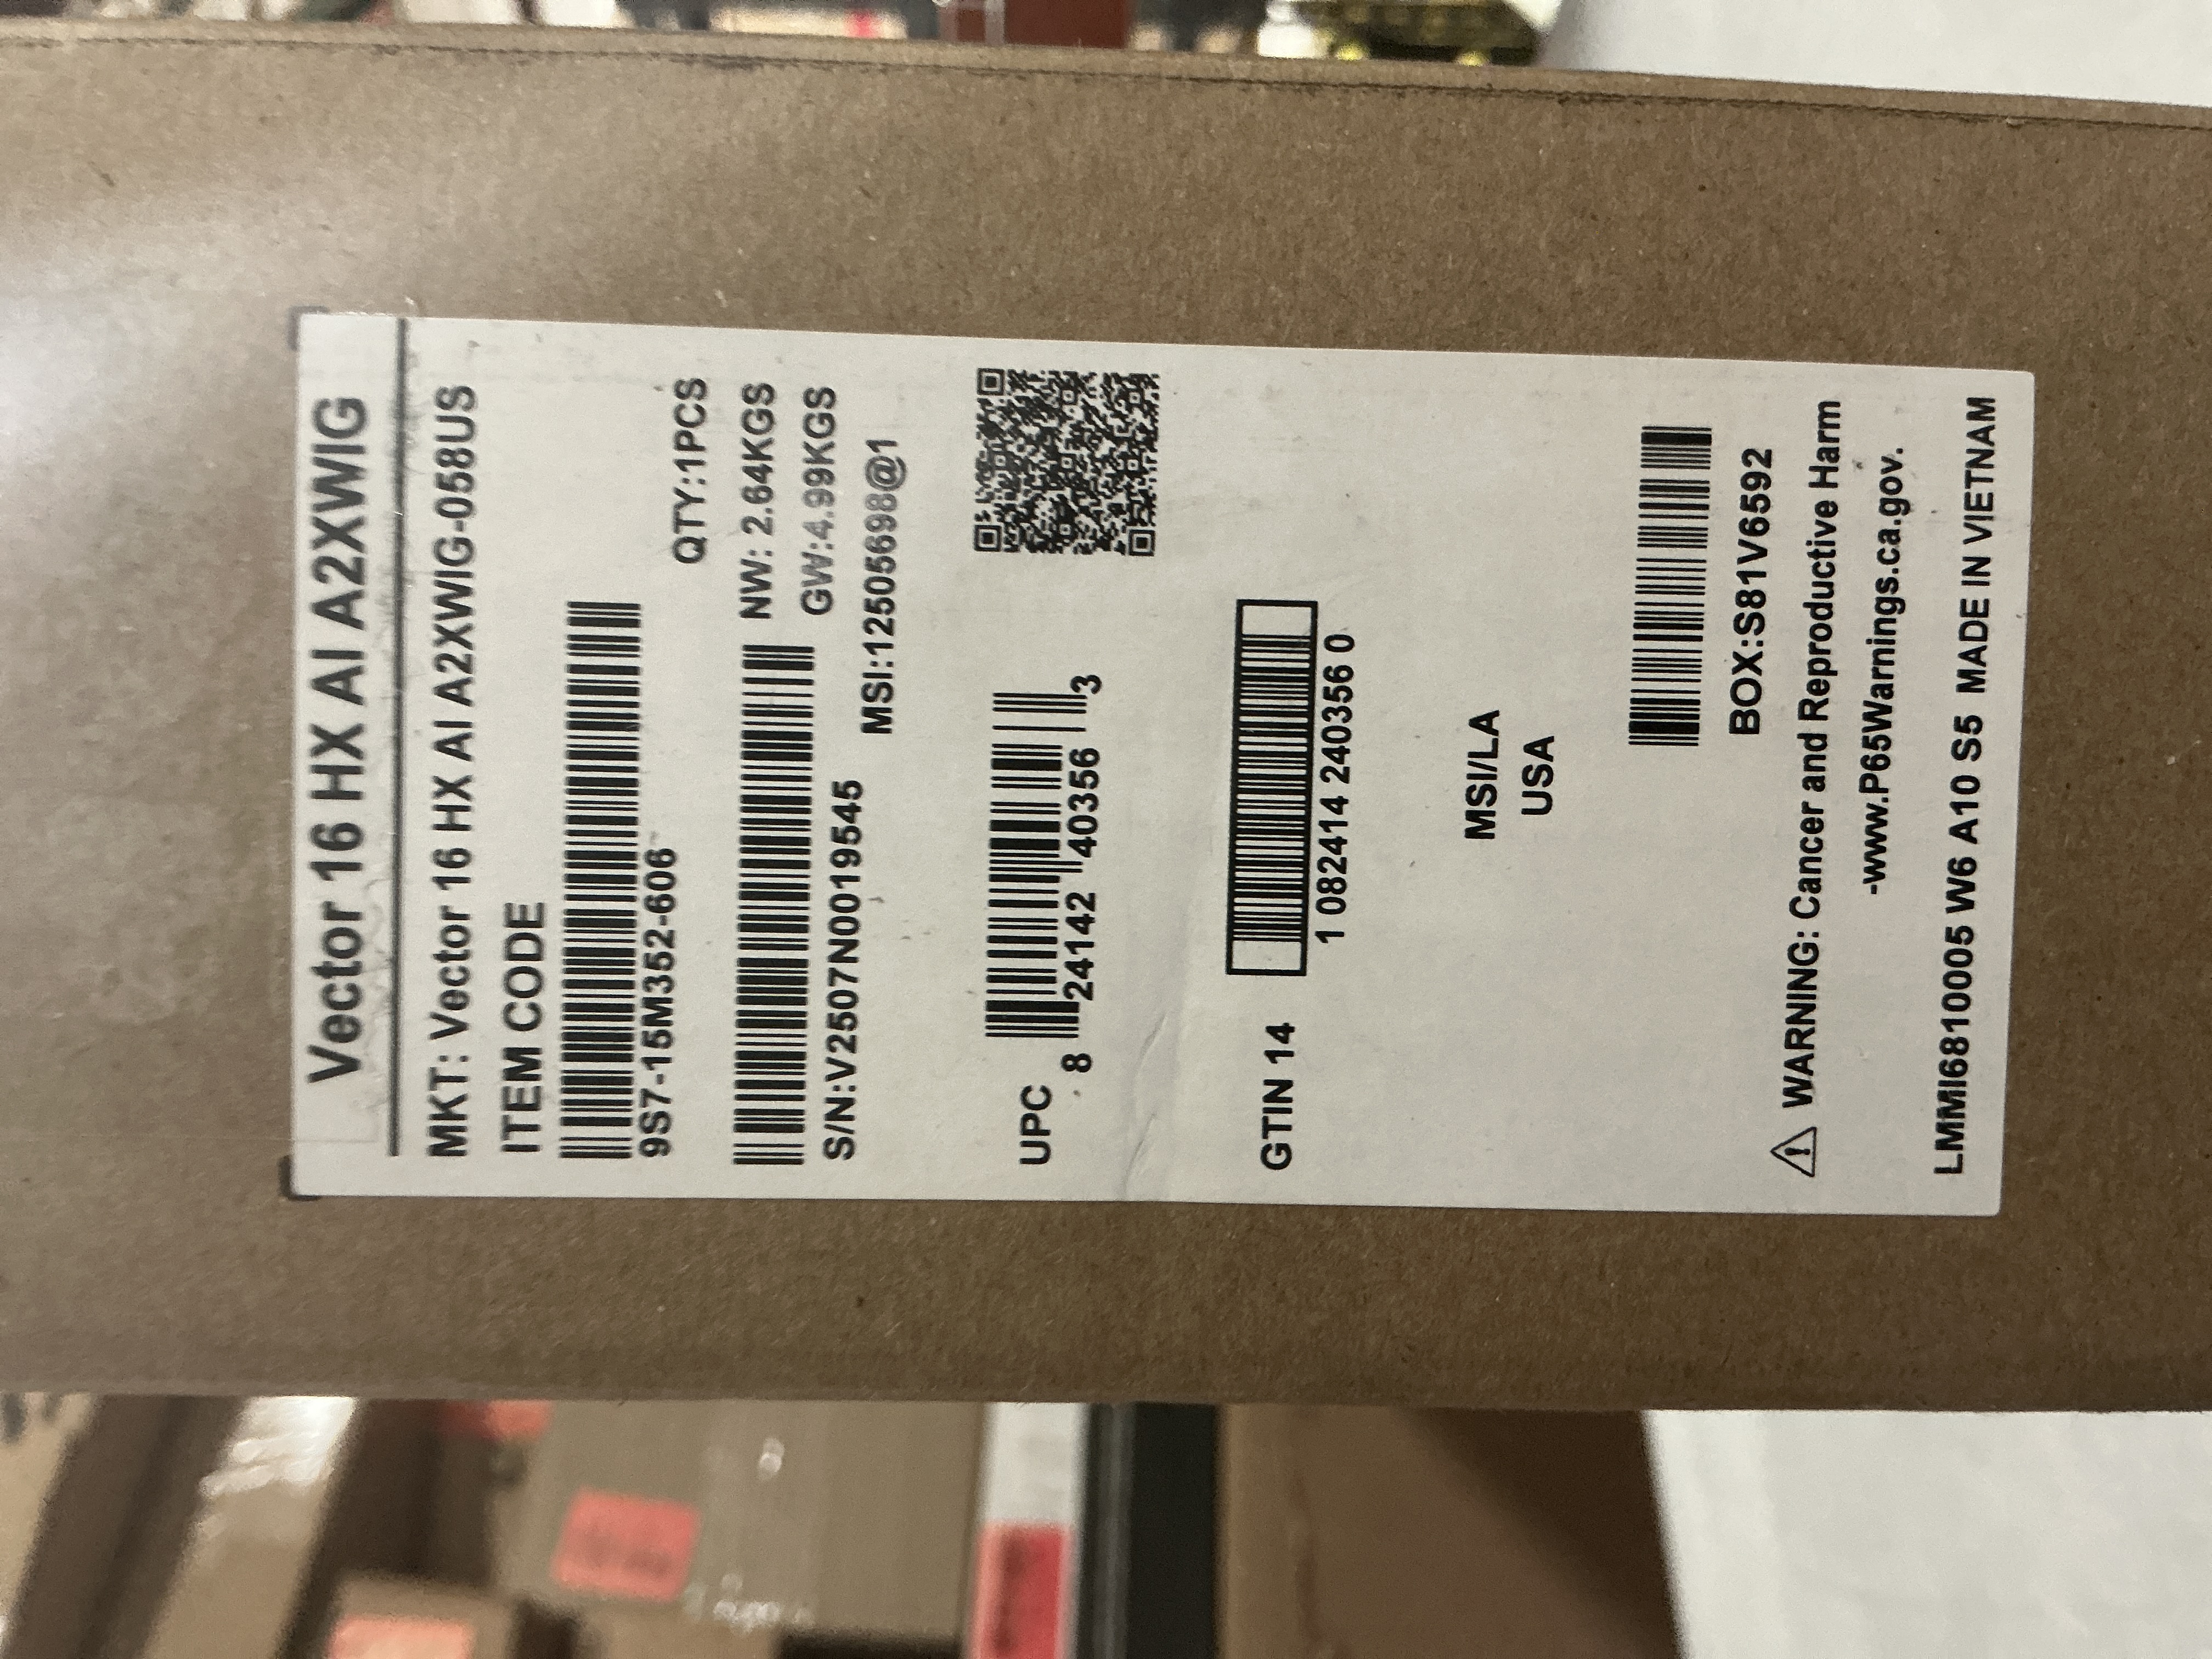 Vector 16 HX AI A2XWIG
MKT: Vector 16 HX AI A2XWIG-058US
ITEM CODE
9S7-15M352-606
QTY:1PCS
NW: 2.64KGS
GW:4.99KGS
S/N:V2507N0019545
MSI:12505698@1
UPC
8 24142 40356 3
GTIN 14
1 082414 240356 0
MSI/LA
USA
BOX:S81V6592
WARNING: Cancer and Reproductive Harm
-www.P65Warnings.ca.gov.
LMMI6810005 W6 A10 S5 MADE IN VIETNAM